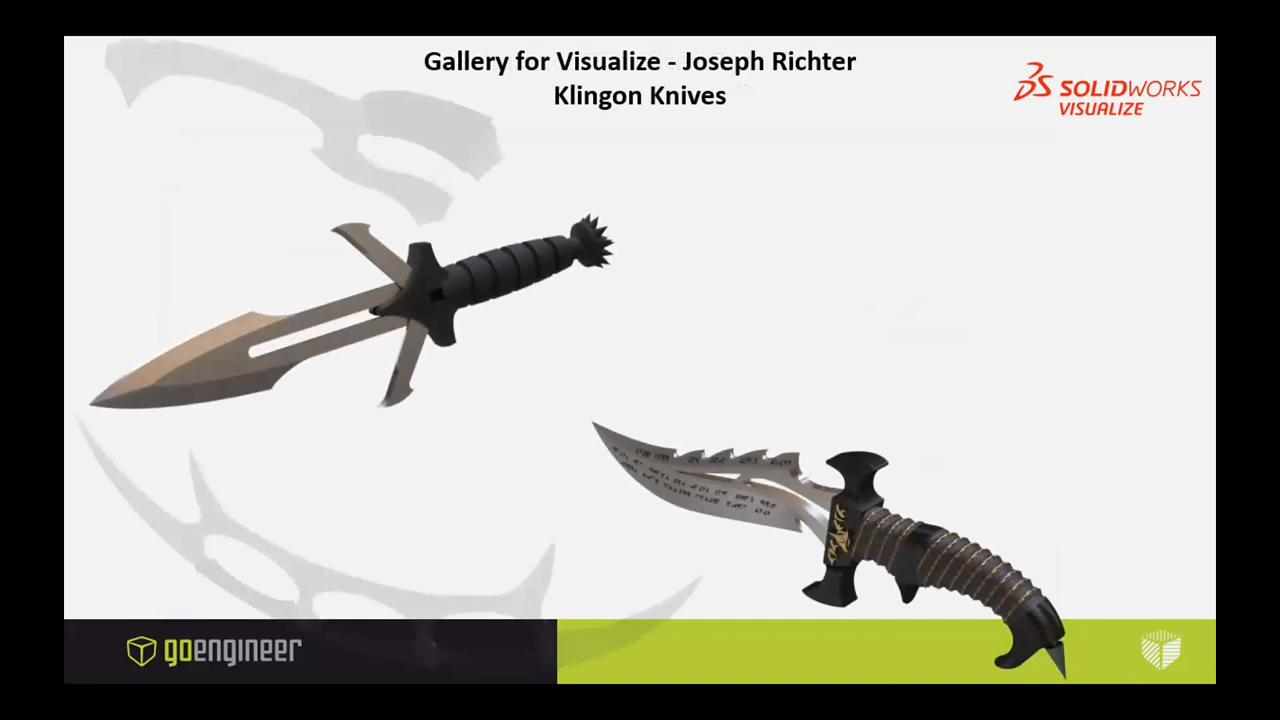 Gallery for Visualize - Joseph Richter
Klingon Knives
SOLIDWORKS
VISUALIZE
goengineer